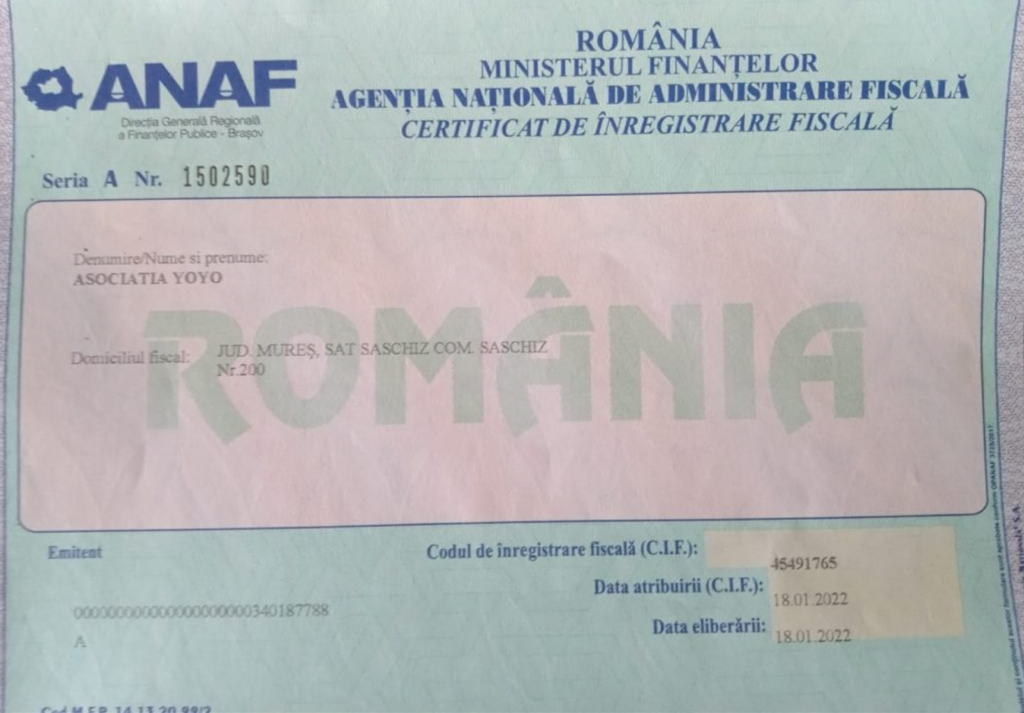 ANAF
Direcția Generală Regională
a Finanțelor Publice - Brașov
ROMÂNIA
MINISTERUL FINANȚELOR
AGENȚIA NAȚIONALĂ DE ADMINISTRARE FISCALĂ
CERTIFICAT DE ÎNREGISTRARE FISCALĂ
Seria A Nr. 1502590
Denumire/Nume si prenume:
ASOCIATIA YOYO
ROMÂNIA
Domiciliul fiscal: JUD. MUREŞ, SAT SASCHIZ COM. SASCHIZ
Nr.200
Emitent
Codul de înregistrare fiscală (C.I.F.): 45491765
Data atribuirii (C.I.F.): 18.01.2022
Data eliberării: 18.01.2022
A